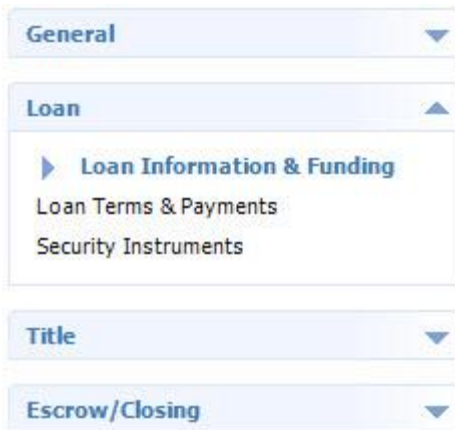 General
Loan
Loan Information & Funding
Loan Terms & Payments
Security Instruments
Title
Escrow/Closing